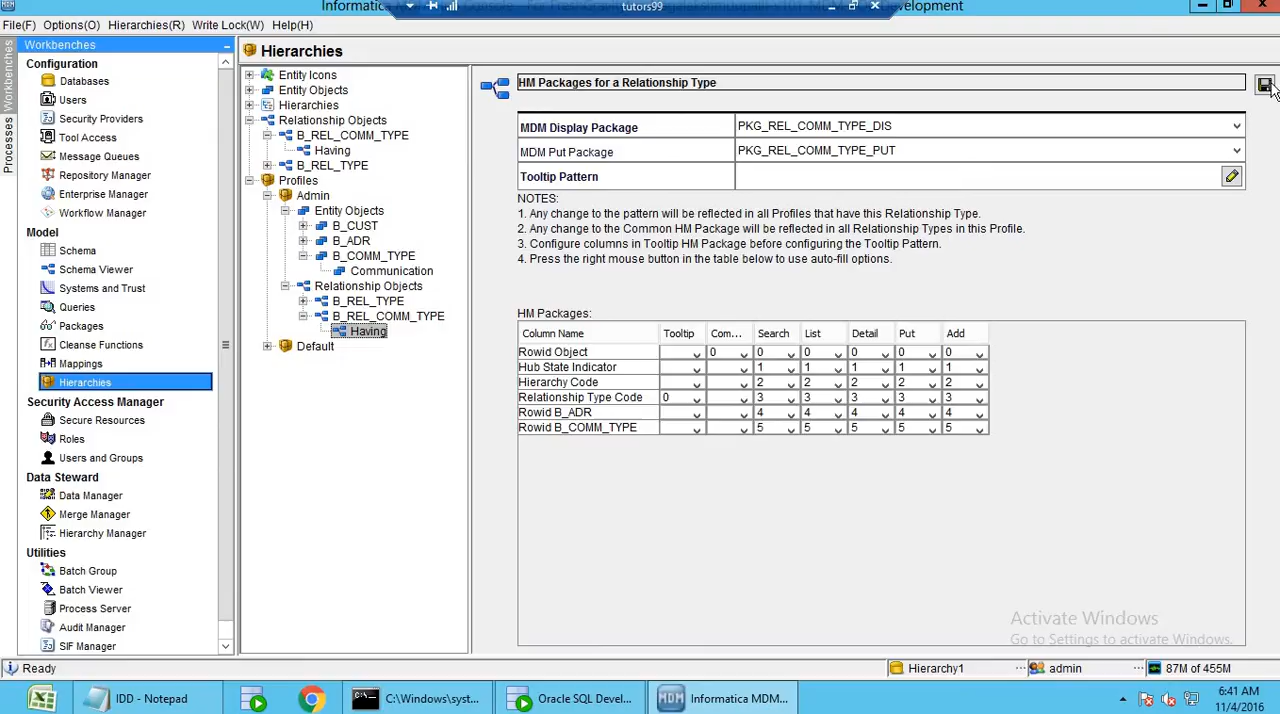 tutors99
File(F) Options(O) Hierarchies(R) Write Lock(W) Help(H)
Workbenches
Processes
Workbenches
Configuration
Databases
Users
Security Providers
Tool Access
Message Queues
Repository Manager
Enterprise Manager
Workflow Manager
Model
Schema
Schema Viewer
Systems and Trust
Queries
Packages
Cleanse Functions
Mappings
Hierarchies
Security Access Manager
Secure Resources
Roles
Users and Groups
Data Steward
Data Manager
Merge Manager
Hierarchy Manager
Utilities
Batch Group
Batch Viewer
Process Server
Audit Manager
SIF Manager
Hierarchies
Entity Icons
Entity Objects
Hierarchies
Relationship Objects
B_REL_COMM_TYPE
Having
B_REL_TYPE
Profiles
Admin
Entity Objects
B_CUST
B_ADR
B_COMM_TYPE
Communication
Relationship Objects
B_REL_TYPE
B_REL_COMM_TYPE
Having
Default
HM Packages for a Relationship Type
MDM Display Package PKG_REL_COMM_TYPE_DIS
MDM Put Package PKG_REL_COMM_TYPE_PUT
Tooltip Pattern
NOTES:
1. Any change to the pattern will be reflected in all Profiles that have this Relationship Type.
2. Any change to the Common HM Package will be reflected in all Relationship Types in this Profile.
3. Configure columns in Tooltip HM Package before configuring the Tooltip Pattern.
4. Press the right mouse button in the table below to use auto-fill options.
HM Packages:
Column Name Tooltip Com... Search List Detail Put Add
Rowid Object 0 0 0 0 0 0
Hub State Indicator 1 1 1 1 1
Hierarchy Code 2 2 2 2 2
Relationship Type Code 0 3 3 3 3 3
Rowid B_ADR 4 4 4 4 4
Rowid B_COMM_TYPE 5 5 5 5 5
Activate Windows
Go to Settings to activate Windows.
Ready Hierarchy1 admin 87M of 455M
IDD - Notepad C:\Windows\syst... Oracle SQL Devel... MDM Informatica MDM...
6:41 AM
11/4/2016